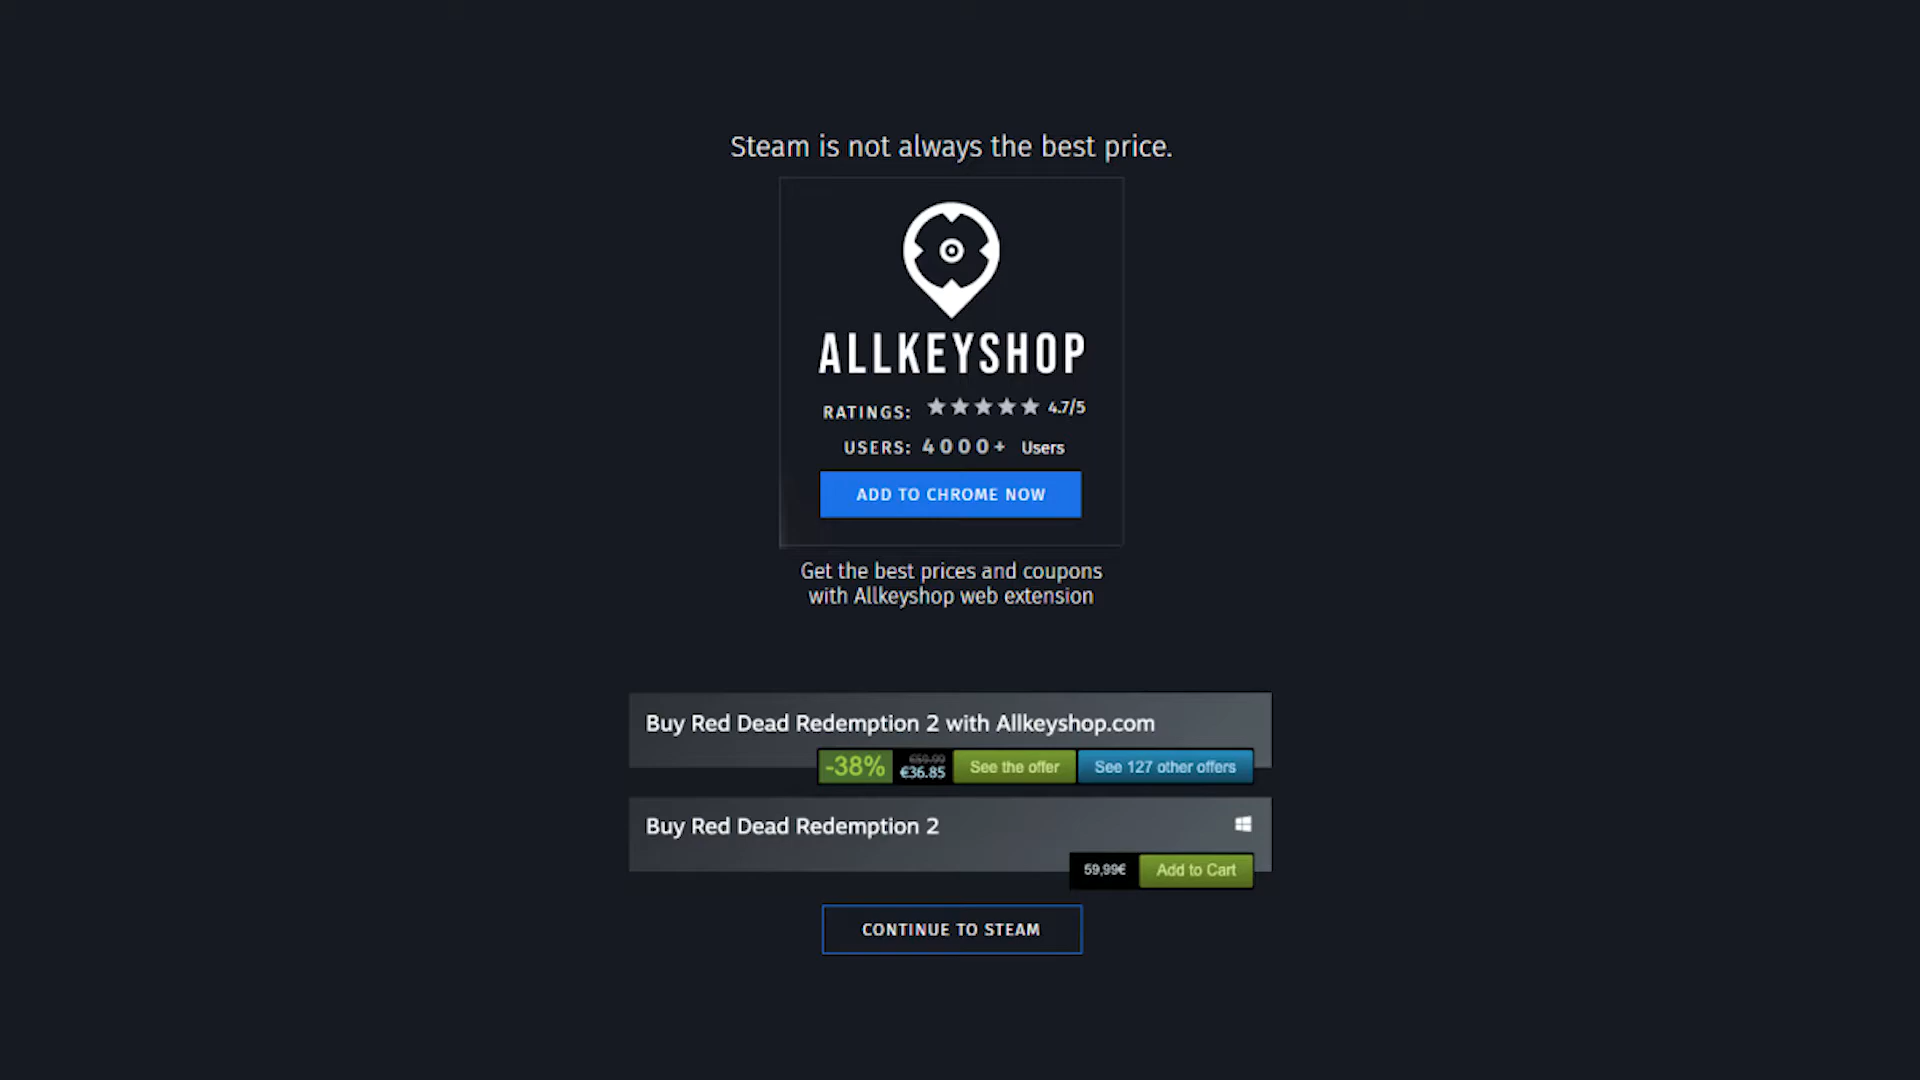 Steam is not always the best price.
ALLKEYSHOP
RATINGS: 4.7/5
USERS: 4000+ Users
ADD TO CHROME NOW
Get the best prices and coupons
with Allkeyshop web extension
Buy Red Dead Redemption 2 with Allkeyshop.com
-38% €59.99 €36.85 See the offer See 127 other offers
Buy Red Dead Redemption 2
59,99€ Add to Cart
CONTINUE TO STEAM